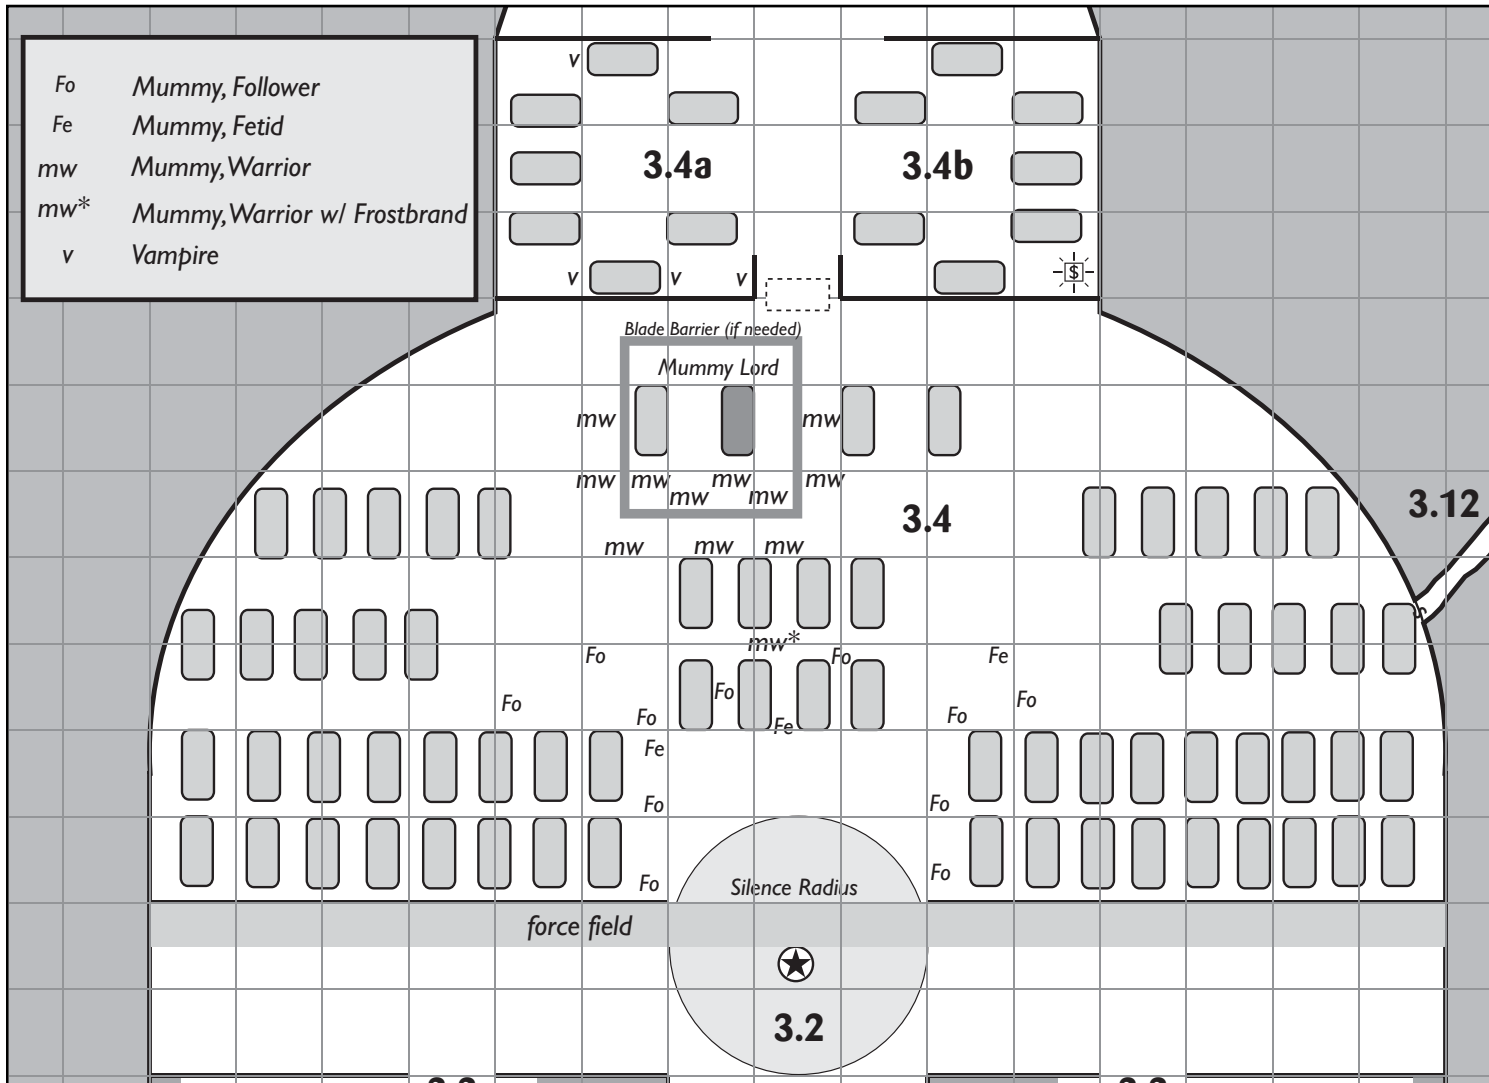 Fo Mummy, Follower
Fe Mummy, Fetid
mw Mummy, Warrior
mw* Mummy, Warrior w/ Frostbrand
v Vampire
v
3.4a 3.4b
v v v $
Blade Barrier (if needed)
Mummy Lord
mw mw
mw mw mw mw
mw mw
3.4 3.12
mw mw mw
S
mw*
Fo Fo Fe
Fo Fo Fo
Fo Fo
Fe
Fe
Fo Fo
Fo Fo
Silence Radius
force field
3.2